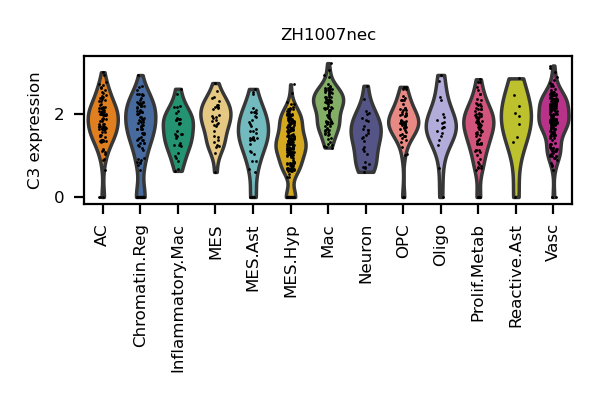 ZH1007nec
C3 expression
2
0
AC
Chromatin.Reg
Inflammatory.Mac
MES
MES.Ast
MES.Hyp
Mac
Neuron
OPC
Oligo
Prolif.Metab
Reactive.Ast
Vasc